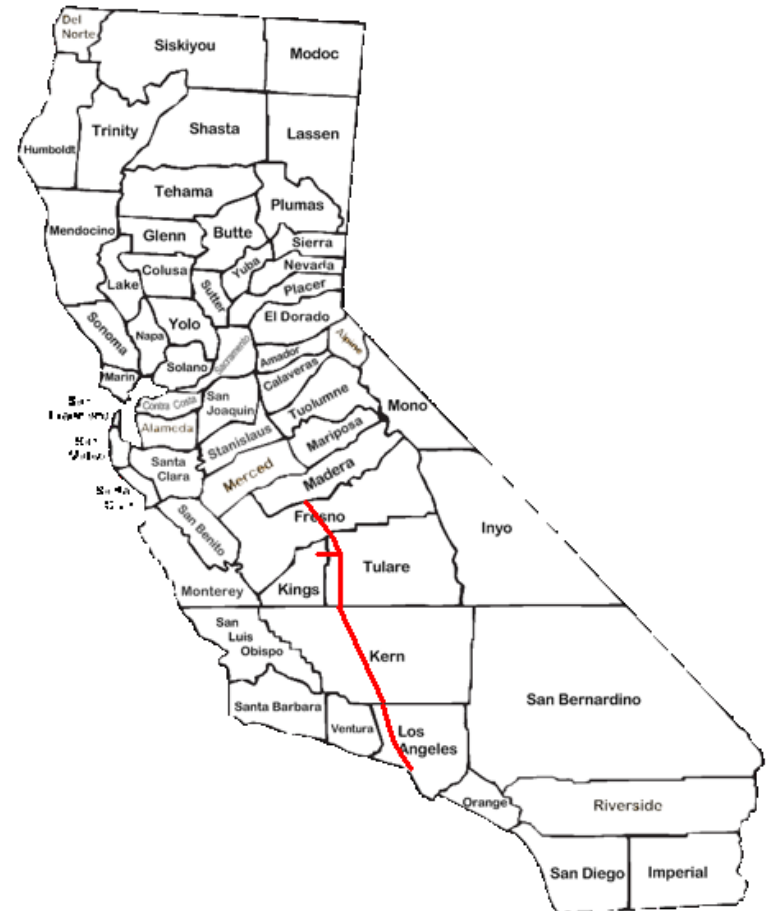 Del
Norte
Siskiyou
Modoc
Humboldt
Trinity
Shasta
Lassen
Tehama
Plumas
Mendocino
Glenn
Butte
Sierra
Lake
Colusa
Sutter
Yuba
Nevada
Placer
Sonoma
Napa
Yolo
El Dorado
Sacramento
Alpine
Marin
Solano
Amador
Calaveras
Contra Costa
San
Joaquin
Tuolumne
Mono
Alameda
Stanislaus
Mariposa
Santa
Clara
Merced
Madera
San Benito
Fresno
Inyo
Monterey
Kings
Tulare
San
Luis
Obispo
Kern
San Bernardino
Santa Barbara
Ventura
Los
Angeles
Orange
Riverside
San Diego
Imperial